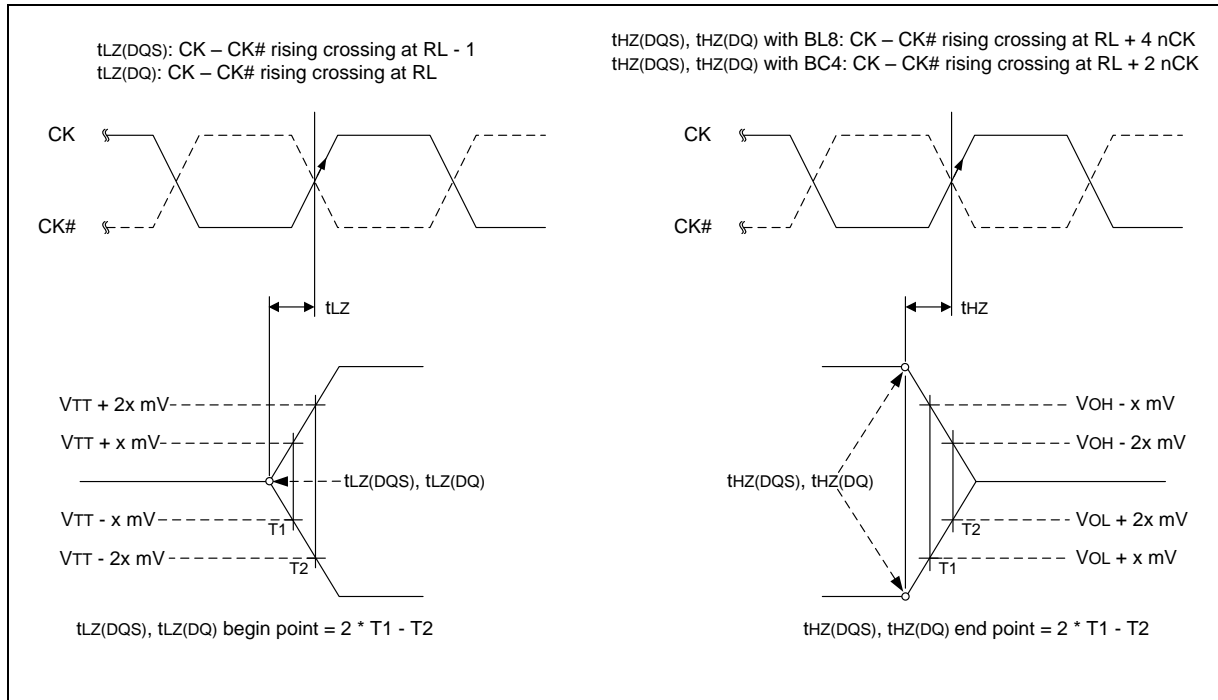 tLZ(DQS): CK – CK# rising crossing at RL - 1
tLZ(DQ): CK – CK# rising crossing at RL
tHZ(DQS), tHZ(DQ) with BL8: CK – CK# rising crossing at RL + 4 nCK
tHZ(DQS), tHZ(DQ) with BC4: CK – CK# rising crossing at RL + 2 nCK
CK
CK#
CK
CK#
tLZ
tHZ
VTT + 2x mV
VTT + x mV
tLZ(DQS), tLZ(DQ)
VTT - x mV
T1
VTT - 2x mV
T2
VOH - x mV
VOH - 2x mV
tHZ(DQS), tHZ(DQ)
VOL + 2x mV
T2
VOL + x mV
T1
tLZ(DQS), tLZ(DQ) begin point = 2 * T1 - T2
tHZ(DQS), tHZ(DQ) end point = 2 * T1 - T2